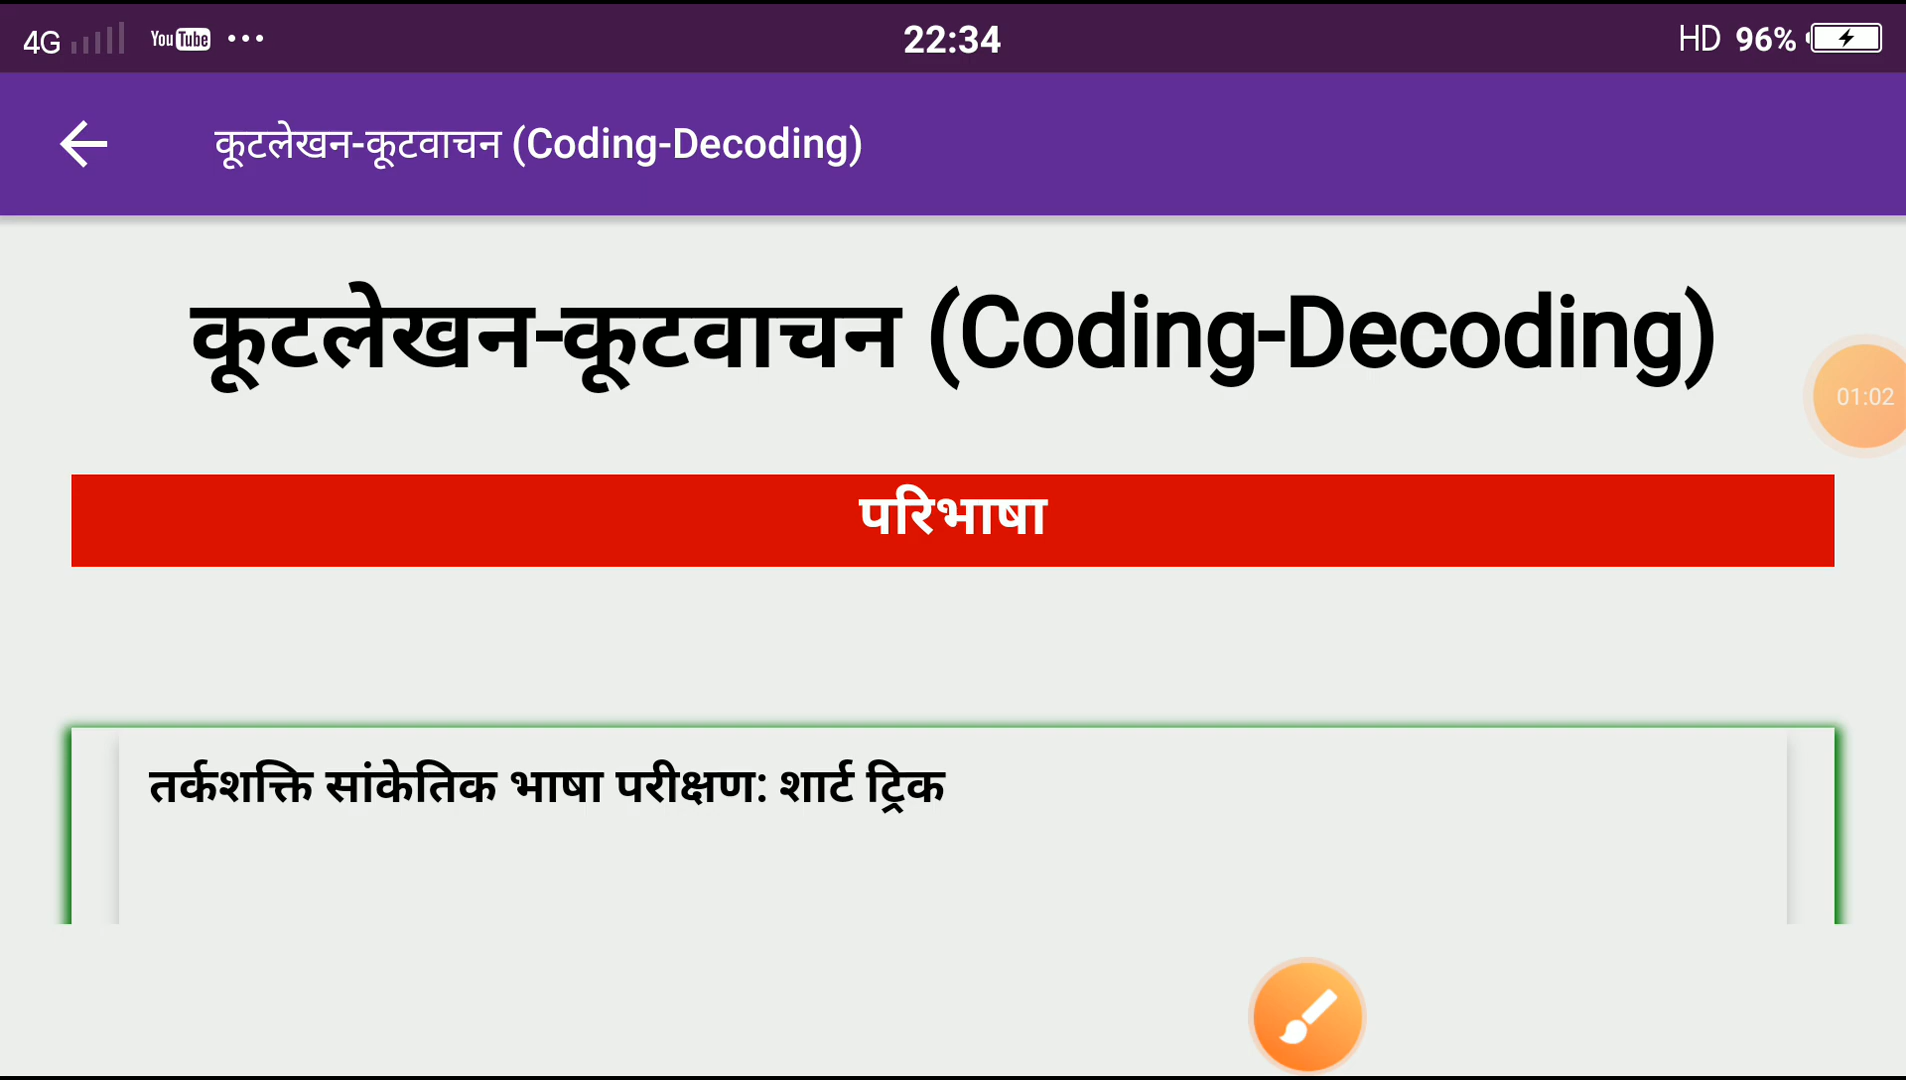 4G YouTube ••• 22:34 HD 96%
कूटलेखन-कूटवाचन (Coding-Decoding)
कूटलेखन-कूटवाचन (Coding-Decoding)
01:02
परिभाषा
तर्कशक्ति सांकेतिक भाषा परीक्षण: शार्ट ट्रिक